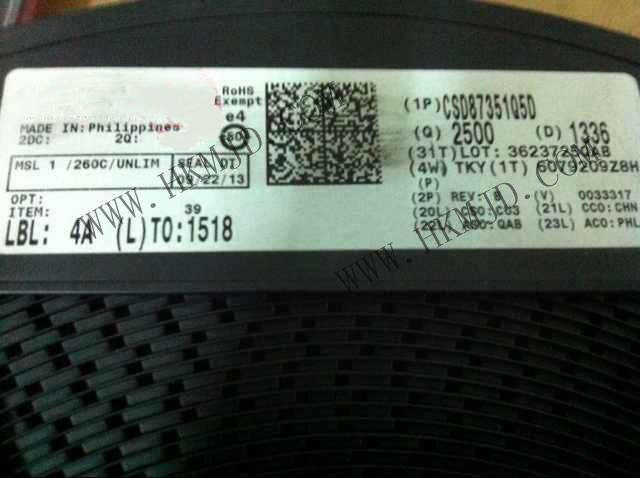 RoHS
Exempt
e4
MADE IN: Philippines
2DC: 2Q:
MSL 1 /260C/UNLIM SEAL DT
09/22/13
OPT:
ITEM: 39
LBL: 4A (L)TO:1518
(1P) CSD87351Q5D
(Q) 2500 (D) 1336
(31T)LOT:
(4W) TKY(1T) 6079209Z8H
(P)
(2P) REV: B (V) 0033317
(20L) CSO:CU3 (21L) CCO:CHN
(22L) ASO:QAB (23L) ACO:PHL
WWW.HKMJD.COM
WWW.HKMJD.COM